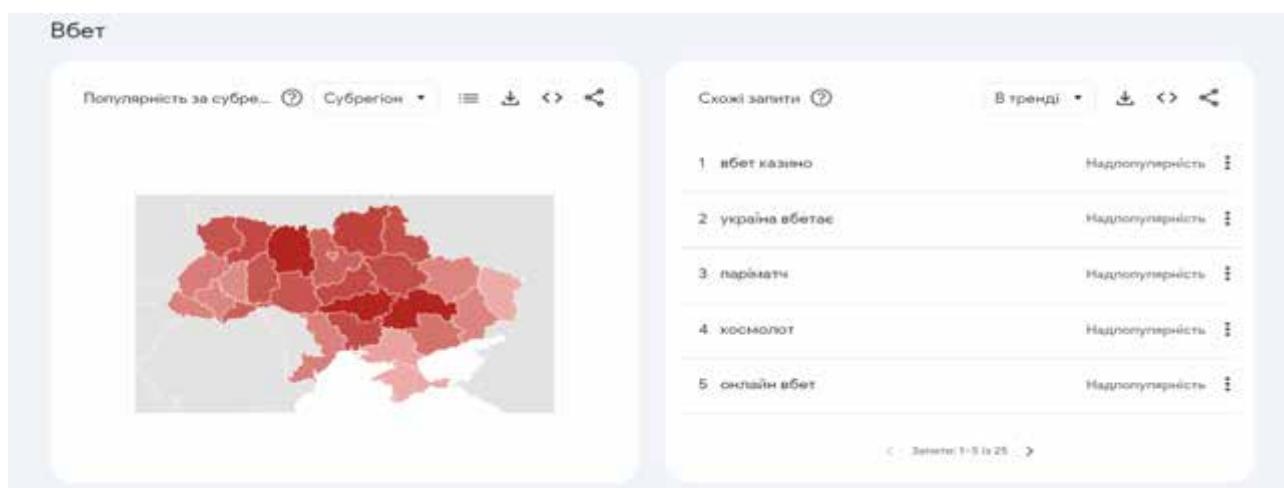 Вбет
Популярність за субре... Субрегіон
Схожі запити В тренді
1 вбет казино Надпопулярність
2 україна вбетає Надпопулярність
3 паріматч Надпопулярність
4 космолот Надпопулярність
5 онлайн вбет Надпопулярність
Запити: 1–5 із 25